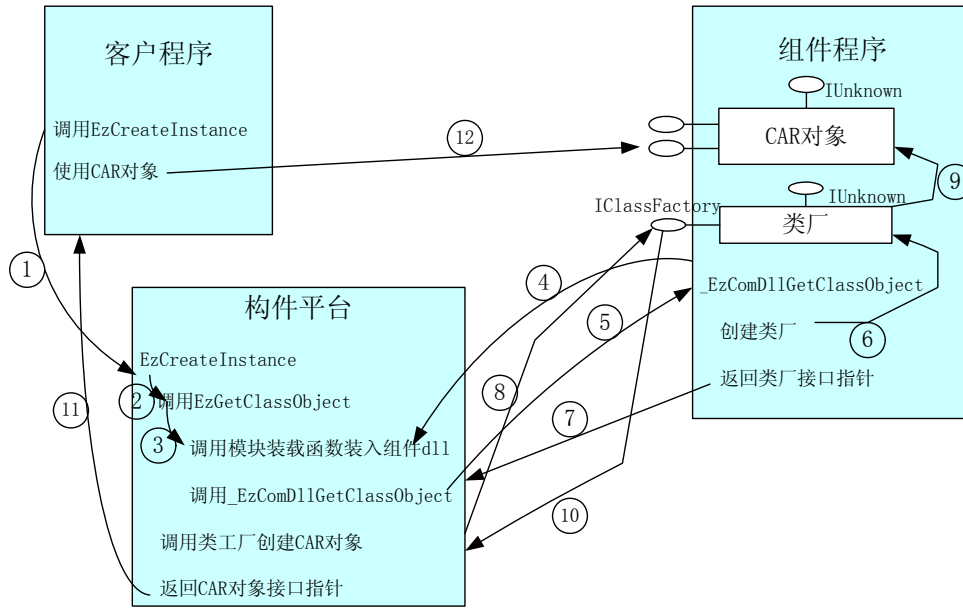 客户程序
调用EzCreateInstance
使用CAR对象
组件程序
IUnknown
CAR对象
IUnknown
IClassFactory
类厂
_EzComDllGetClassObject
创建类厂
返回类厂接口指针
构件平台
EzCreateInstance
调用EzGetClassObject
调用模块装载函数装入组件dll
调用_EzComDllGetClassObject
调用类工厂创建CAR对象
返回CAR对象接口指针
①
②
③
④
⑤
⑥
⑦
⑧
⑨
⑩
⑪
⑫